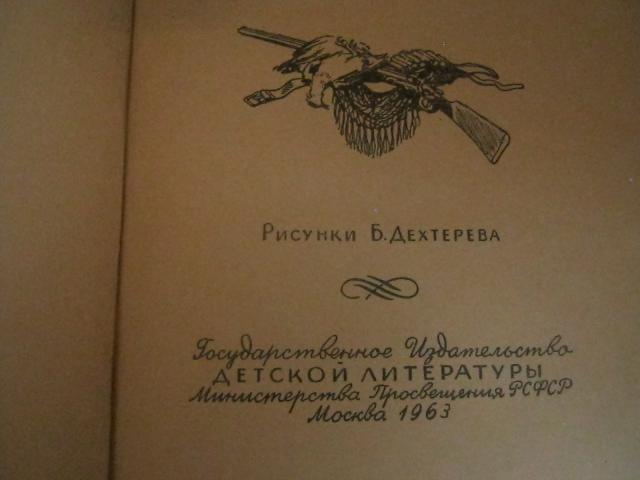 Рисунки Б. Дехтерева
Государственное Издательство
ДЕТСКОЙ ЛИТЕРАТУРЫ
Министерства Просвещения РСФСР
Москва 1963